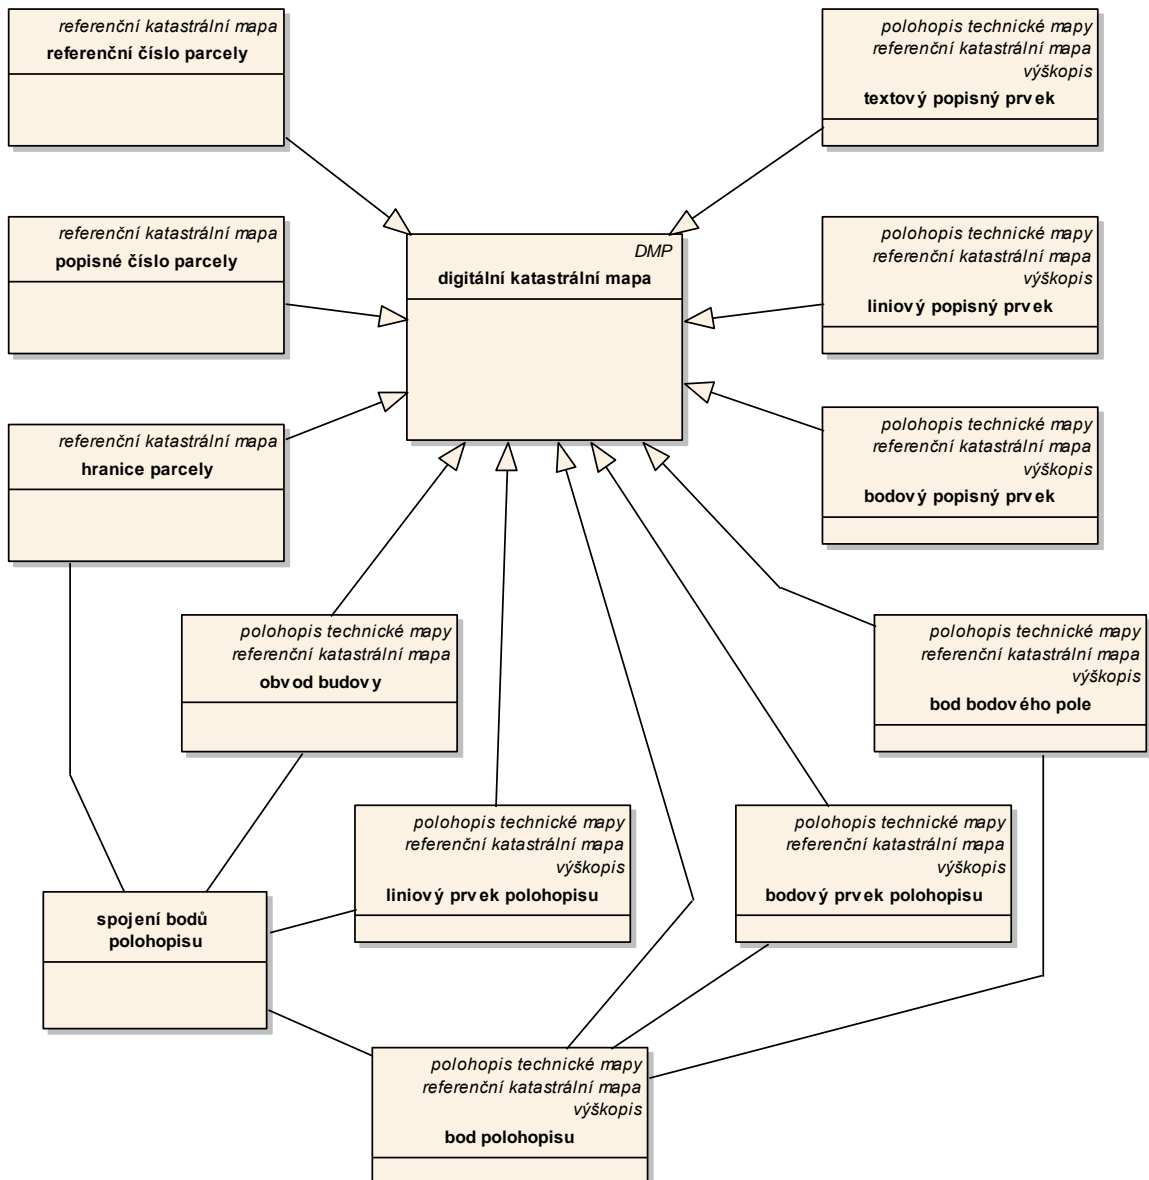 referenční katastrální mapa
referenční číslo parcely
polohopis technické mapy
referenční katastrální mapa
výškopis
textový popisný prvek
referenční katastrální mapa
popisné číslo parcely
DMP
digitální katastrální mapa
polohopis technické mapy
referenční katastrální mapa
výškopis
liniový popisný prvek
referenční katastrální mapa
hranice parcely
polohopis technické mapy
referenční katastrální mapa
výškopis
bodový popisný prvek
polohopis technické mapy
referenční katastrální mapa
obvod budovy
polohopis technické mapy
referenční katastrální mapa
výškopis
bod bodového pole
polohopis technické mapy
referenční katastrální mapa
výškopis
liniový prvek polohopisu
polohopis technické mapy
referenční katastrální mapa
výškopis
bodový prvek polohopisu
spojení bodů
polohopisu
polohopis technické mapy
referenční katastrální mapa
výškopis
bod polohopisu